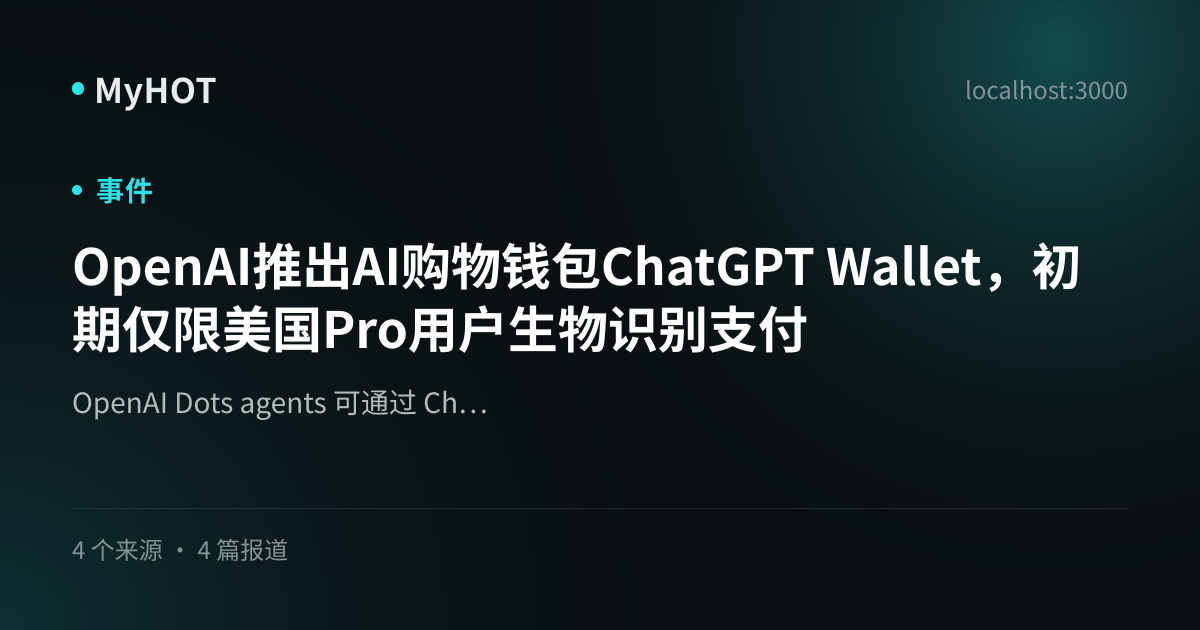 MyHOT
localhost:3000
事件
OpenAI推出AI购物钱包ChatGPT Wallet，初
期仅限美国Pro用户生物识别支付
OpenAI Dots agents 可通过 Ch…
4 个来源 · 4 篇报道